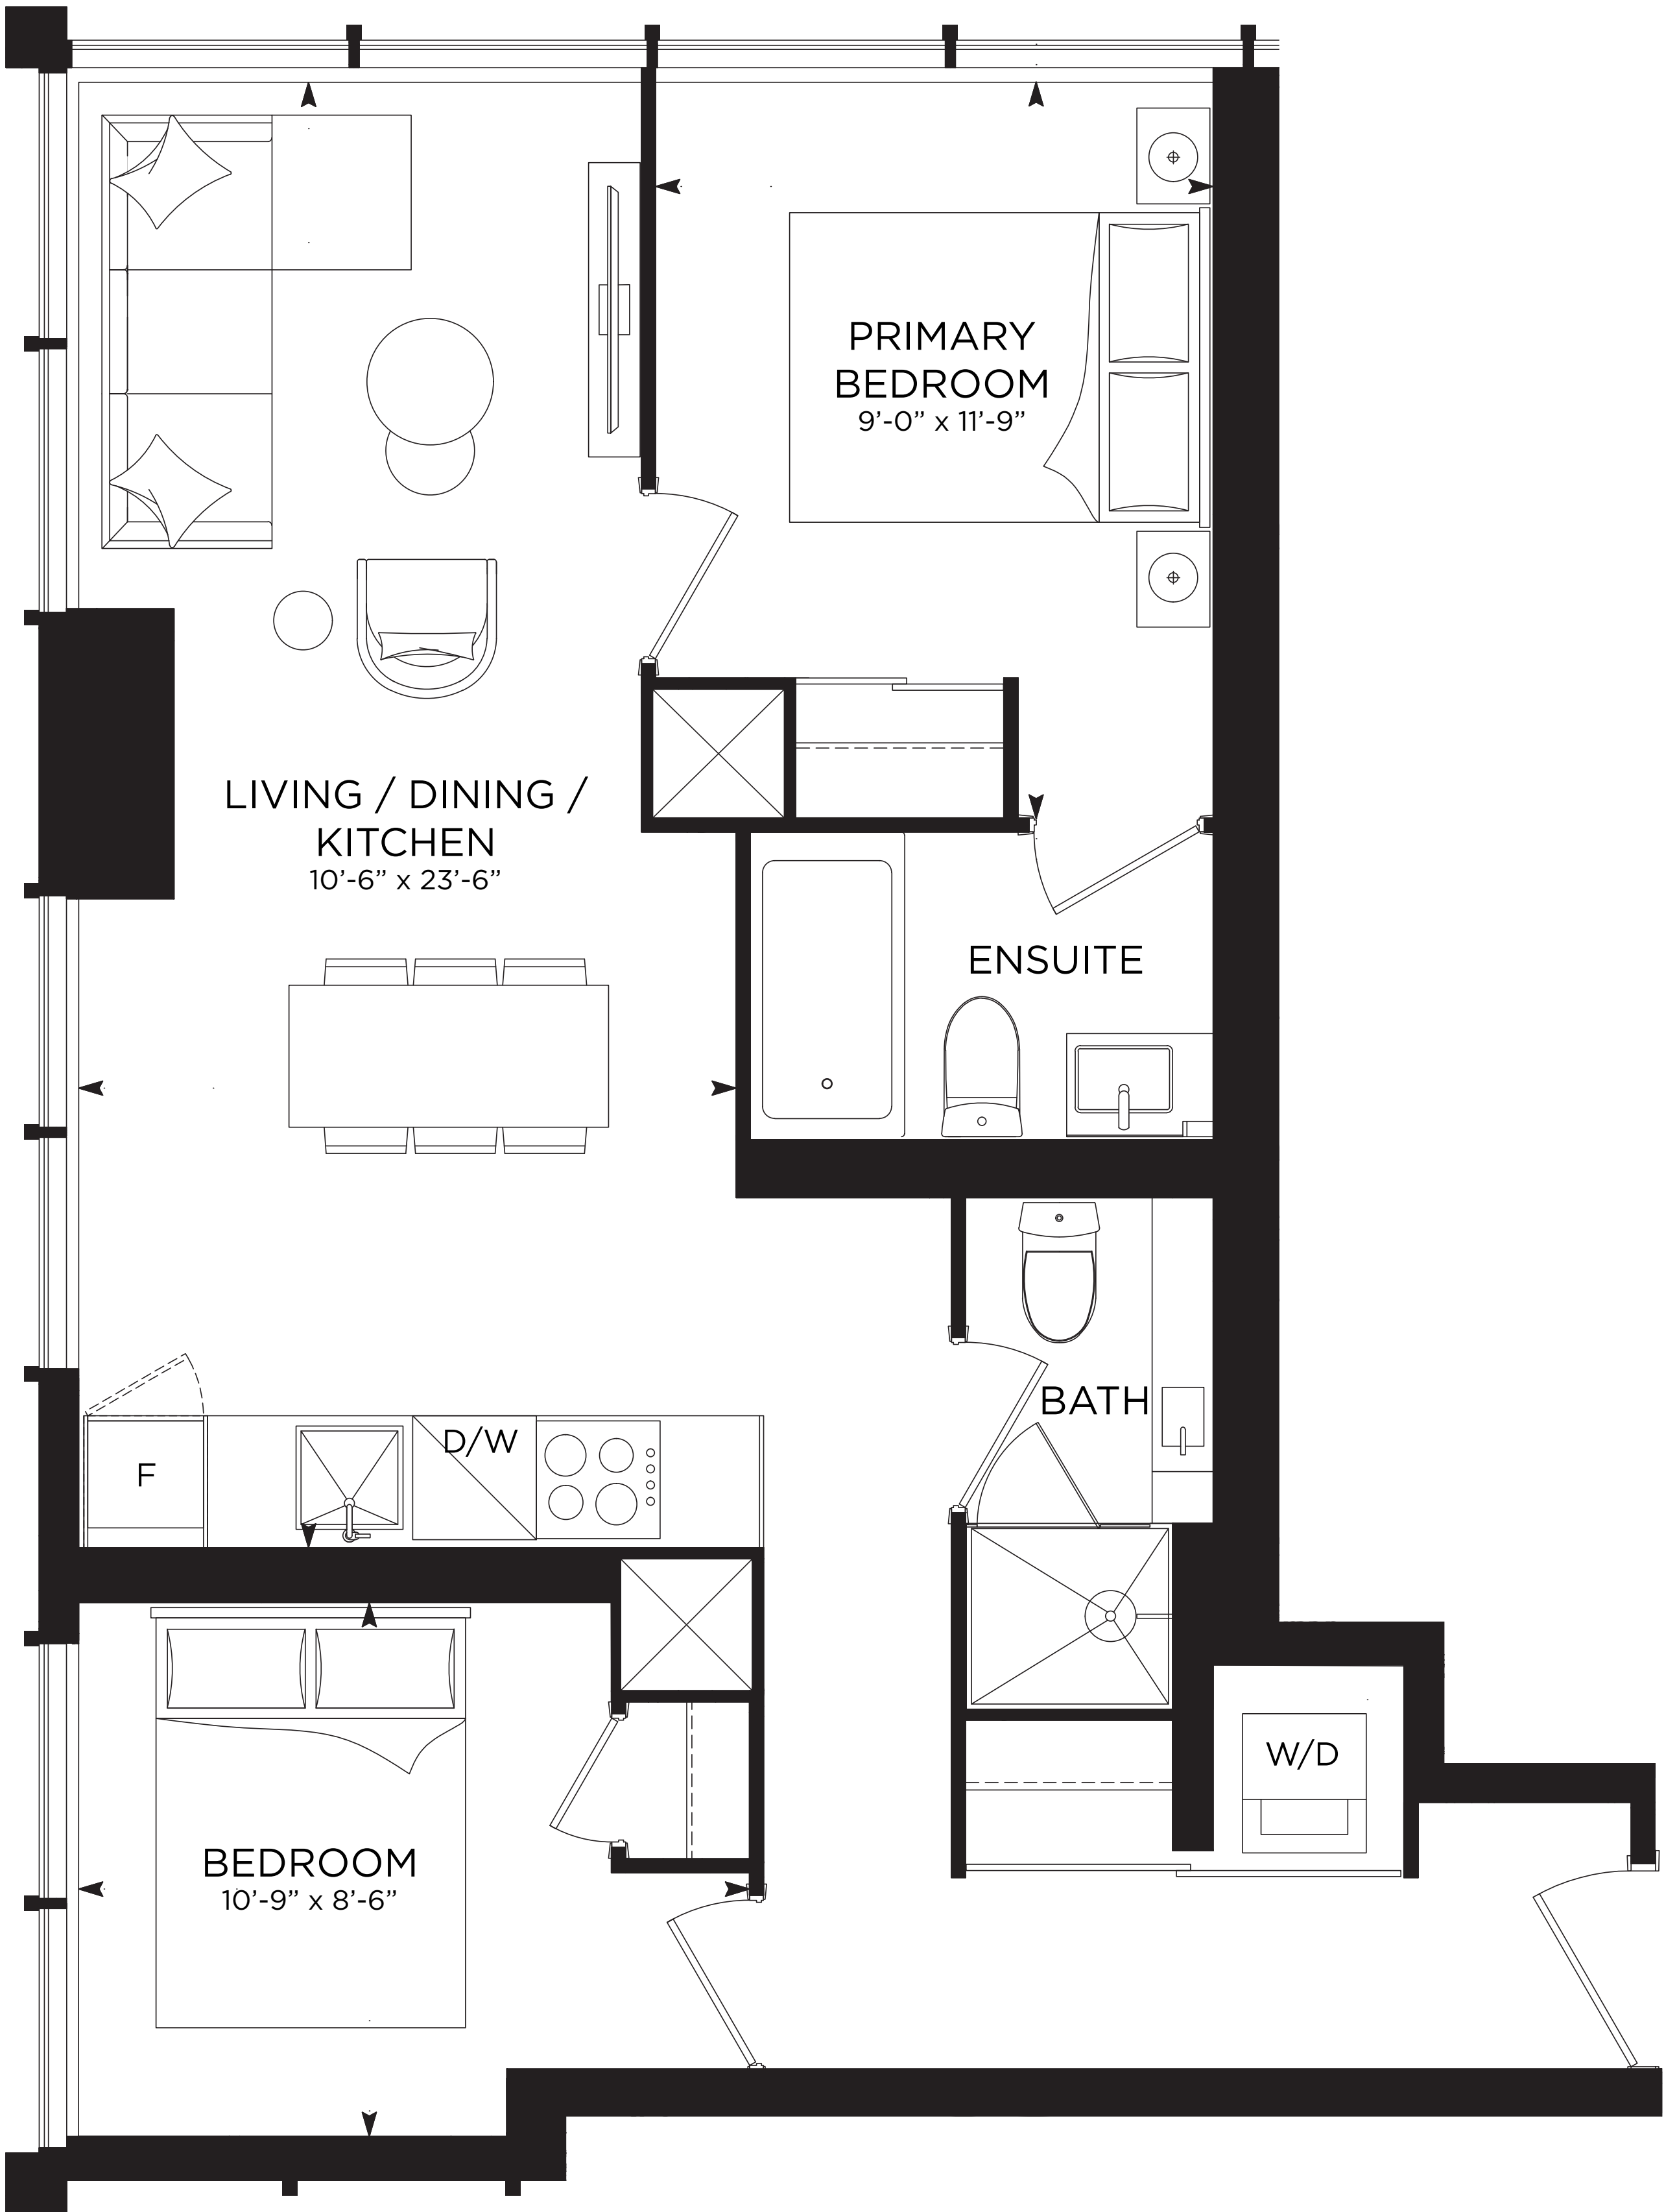 PRIMARY
BEDROOM
9’-0” x 11’-9”
LIVING / DINING /
KITCHEN
10’-6” x 23’-6”
ENSUITE
BATH
D/W
F
W/D
BEDROOM
10’-9” x 8’-6”